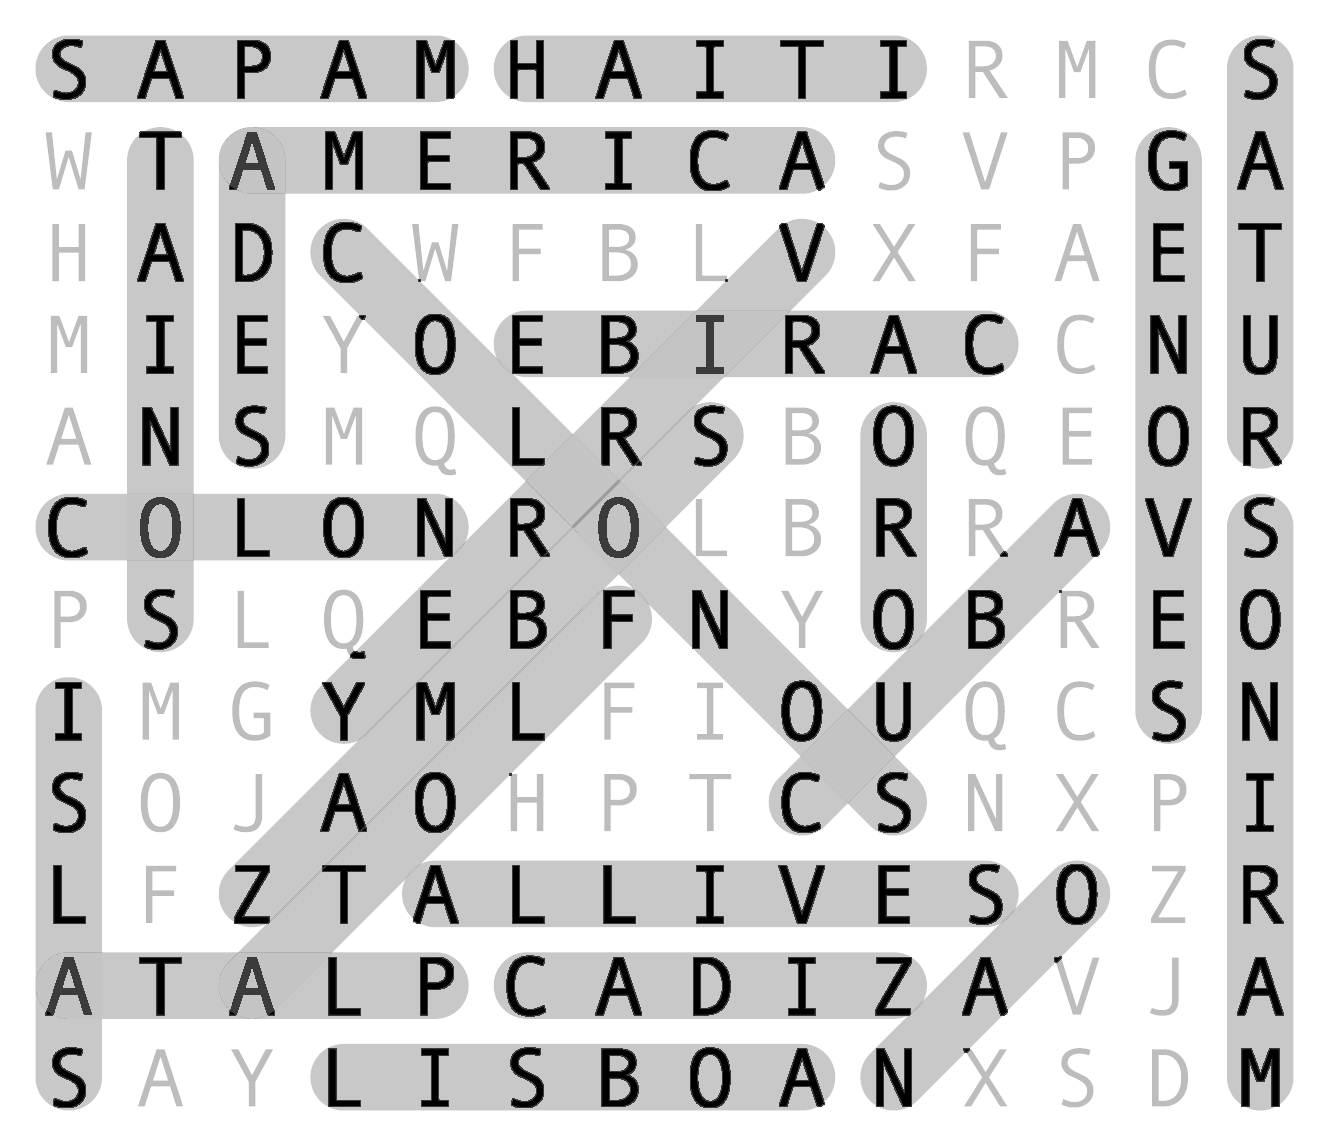 S A P A M H A I T I R M C S
W T A M E R I C A S V P G A
H A D C W F B L V X F A E T
M I E Y O E B I R A C C N U
A N S M Q L R S B O Q E O R
C O L O N R O L B R R A V S
P S L Q E B F N Y O B R E O
I M G Y M L F I O U Q C S N
S O J A O H P T C S N X P I
L F Z T A L L I V E S O Z R
A T A L P C A D I Z A V J A
S A Y L I S B O A N X S D M